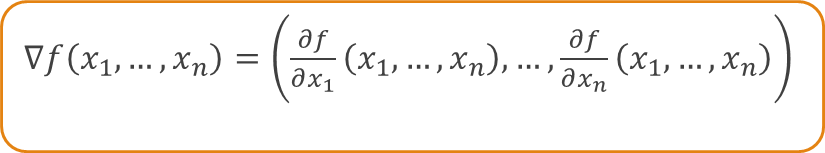 ∇f(x₁, … , xₙ) = (∂f/∂x₁ (x₁, … , xₙ), … , ∂f/∂xₙ (x₁, … , xₙ))